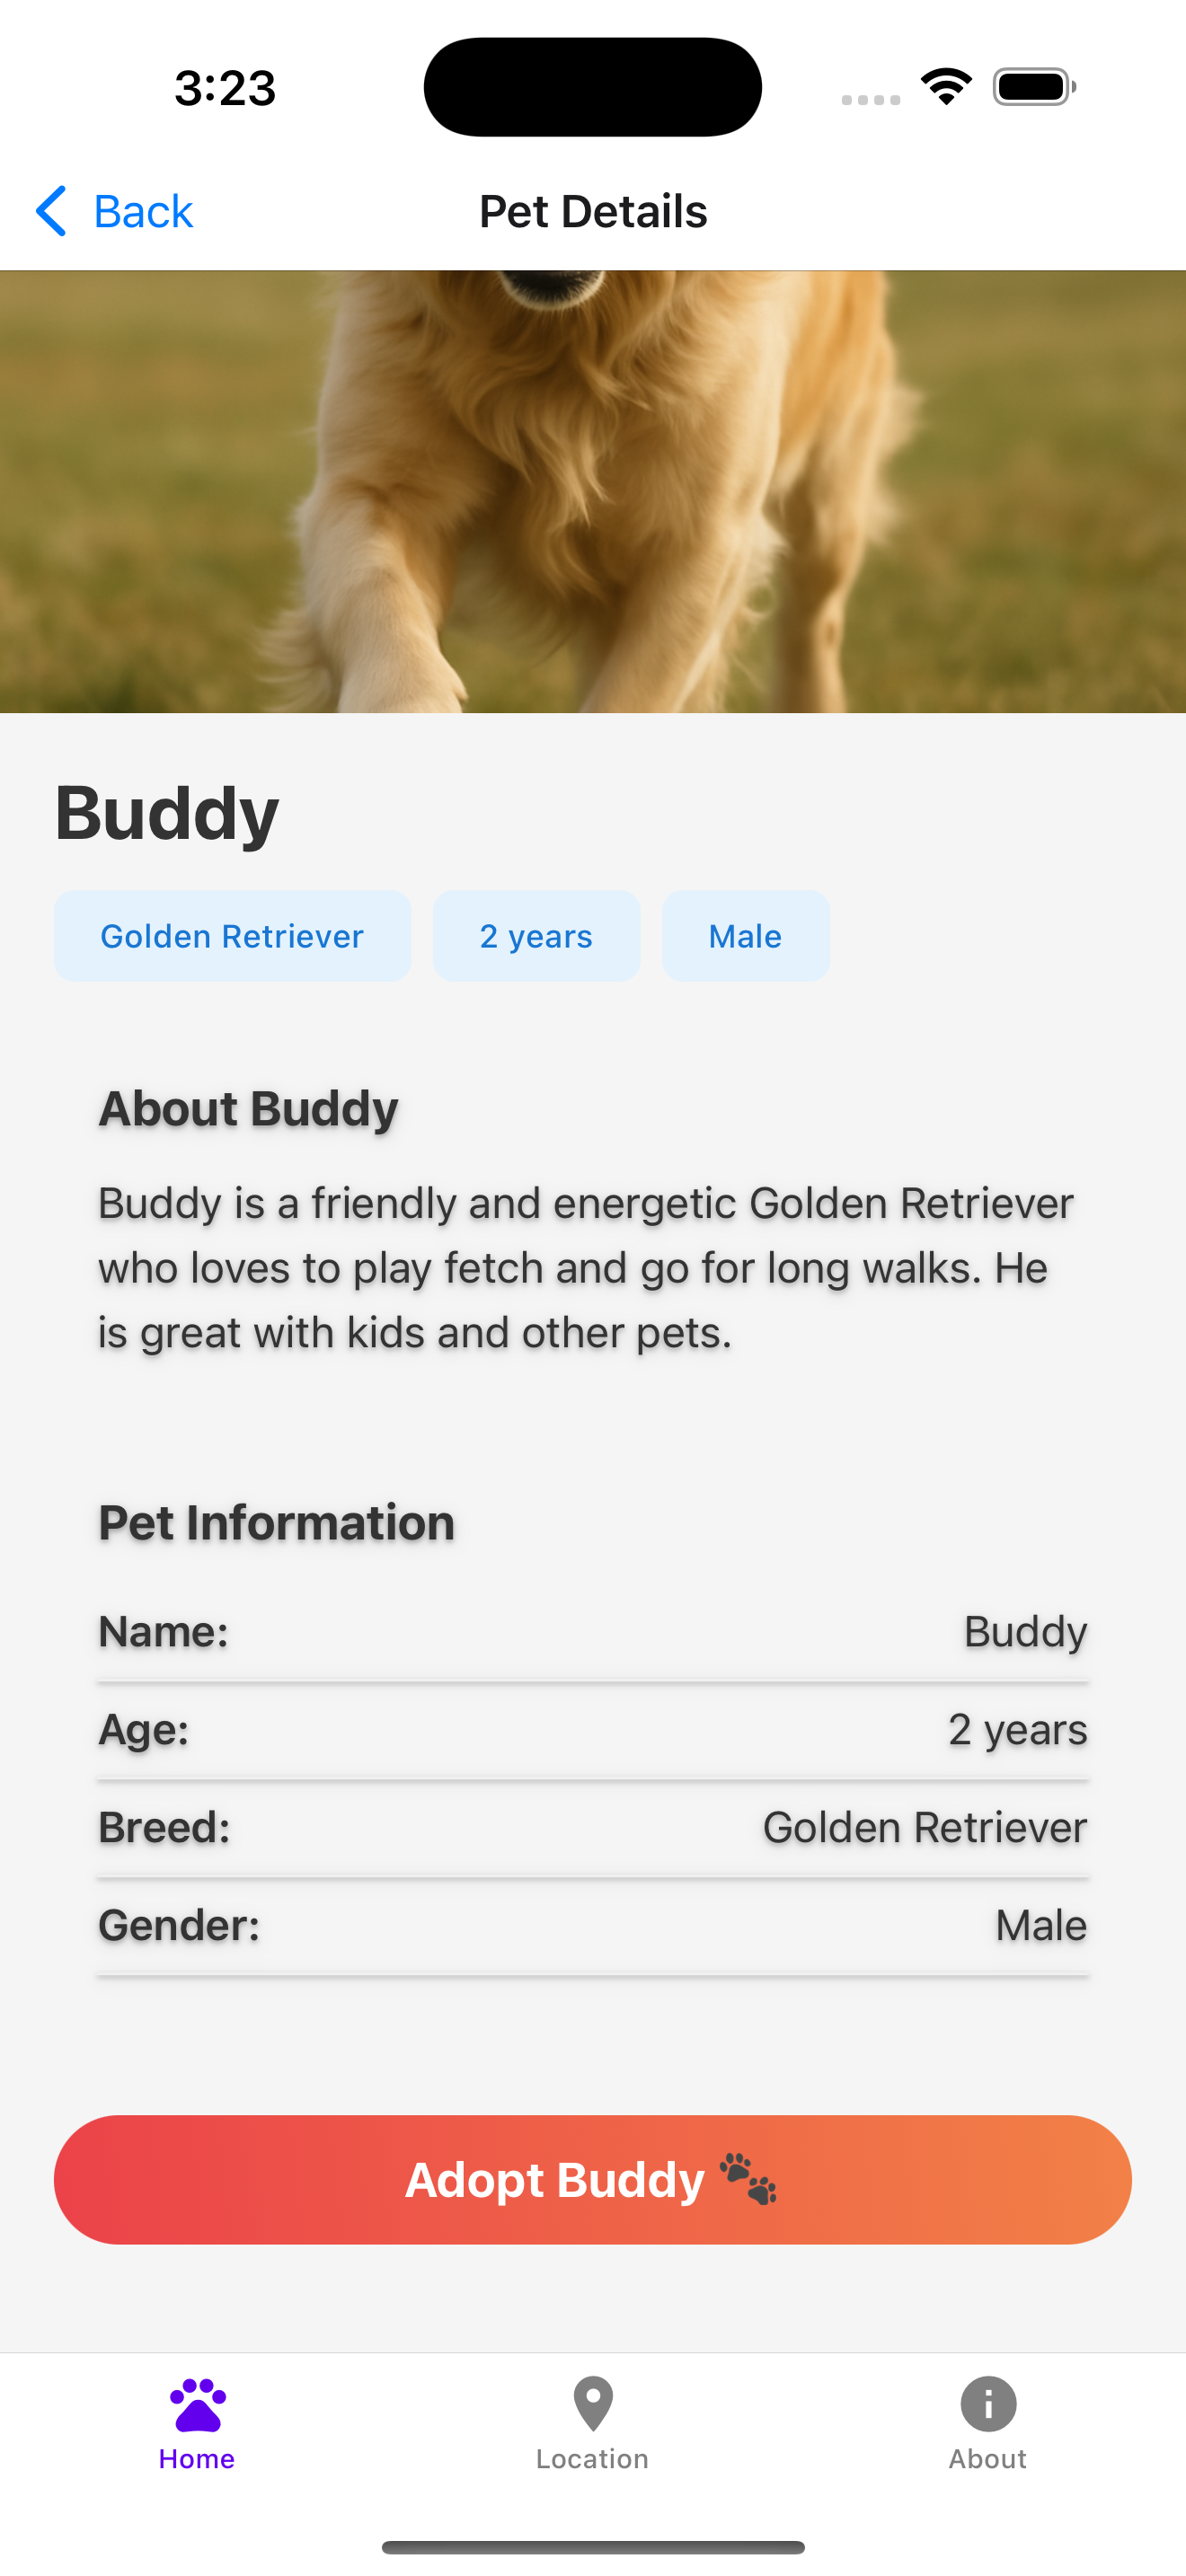 3:23
Back
Pet Details
Buddy
Golden Retriever
2 years
Male
About Buddy
Buddy is a friendly and energetic Golden Retriever
who loves to play fetch and go for long walks. He
is great with kids and other pets.
Pet Information
Name:
Buddy
Age:
2 years
Breed:
Golden Retriever
Gender:
Male
Adopt Buddy 🐾
Home
Location
About